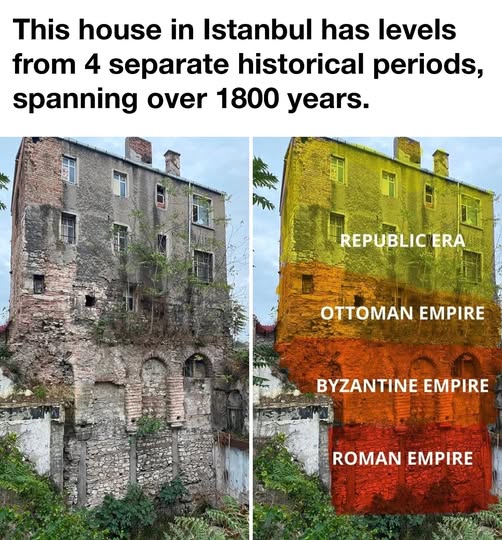 This house in Istanbul has levels
from 4 separate historical periods,
spanning over 1800 years.
REPUBLIC ERA
OTTOMAN EMPIRE
BYZANTINE EMPIRE
ROMAN EMPIRE